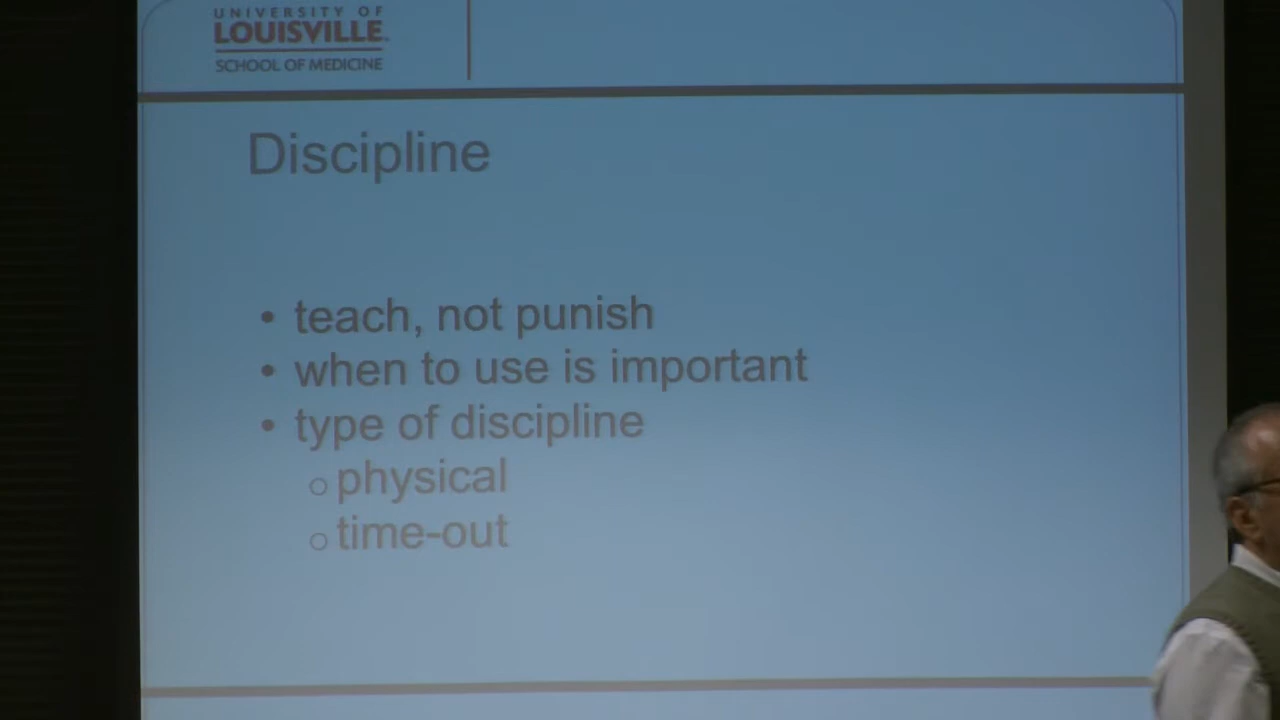 UNIVERSITY OF
LOUISVILLE.
SCHOOL OF MEDICINE
Discipline
• teach, not punish
• when to use is important
• type of discipline
o physical
o time-out